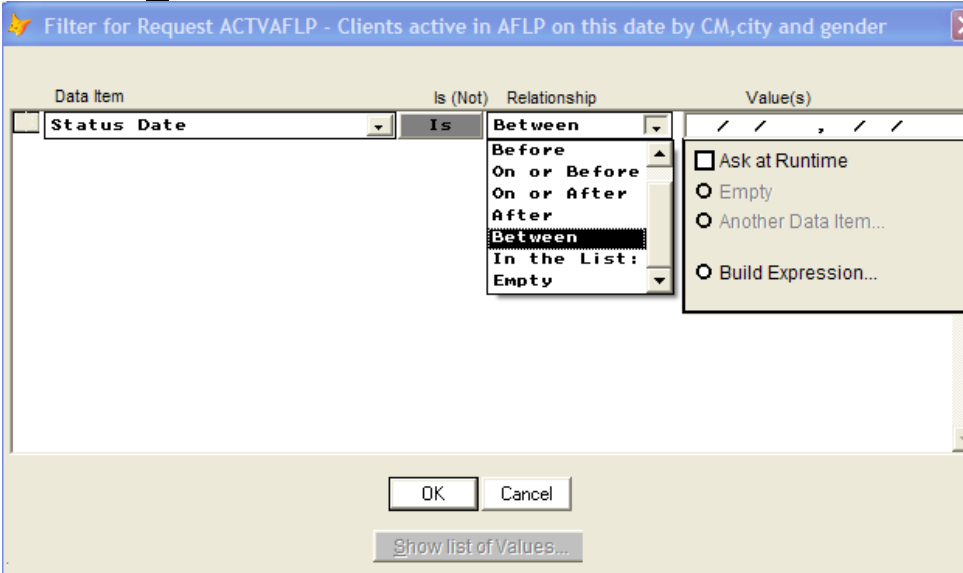 Filter for Request ACTVAFLP - Clients active in AFLP on this date by CM,city and gender
Data Item Is (Not) Relationship Value(s)
Status Date Is Between / / , / /
Before
On or Before
On or After
After
Between
In the List:
Empty
Ask at Runtime
Empty
Another Data Item...
Build Expression...
OK Cancel
Show list of Values...